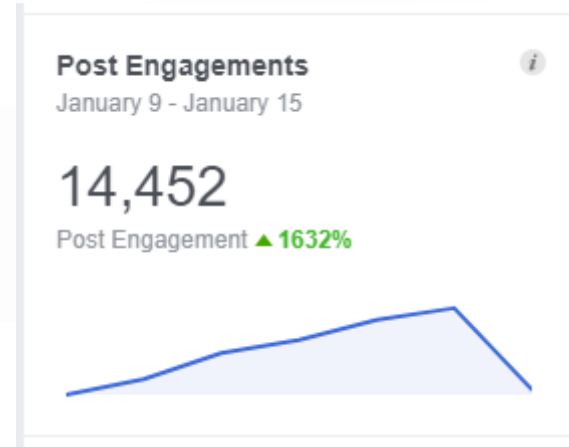 Post Engagements
January 9 - January 15
14,452
Post Engagement ▲ 1632%